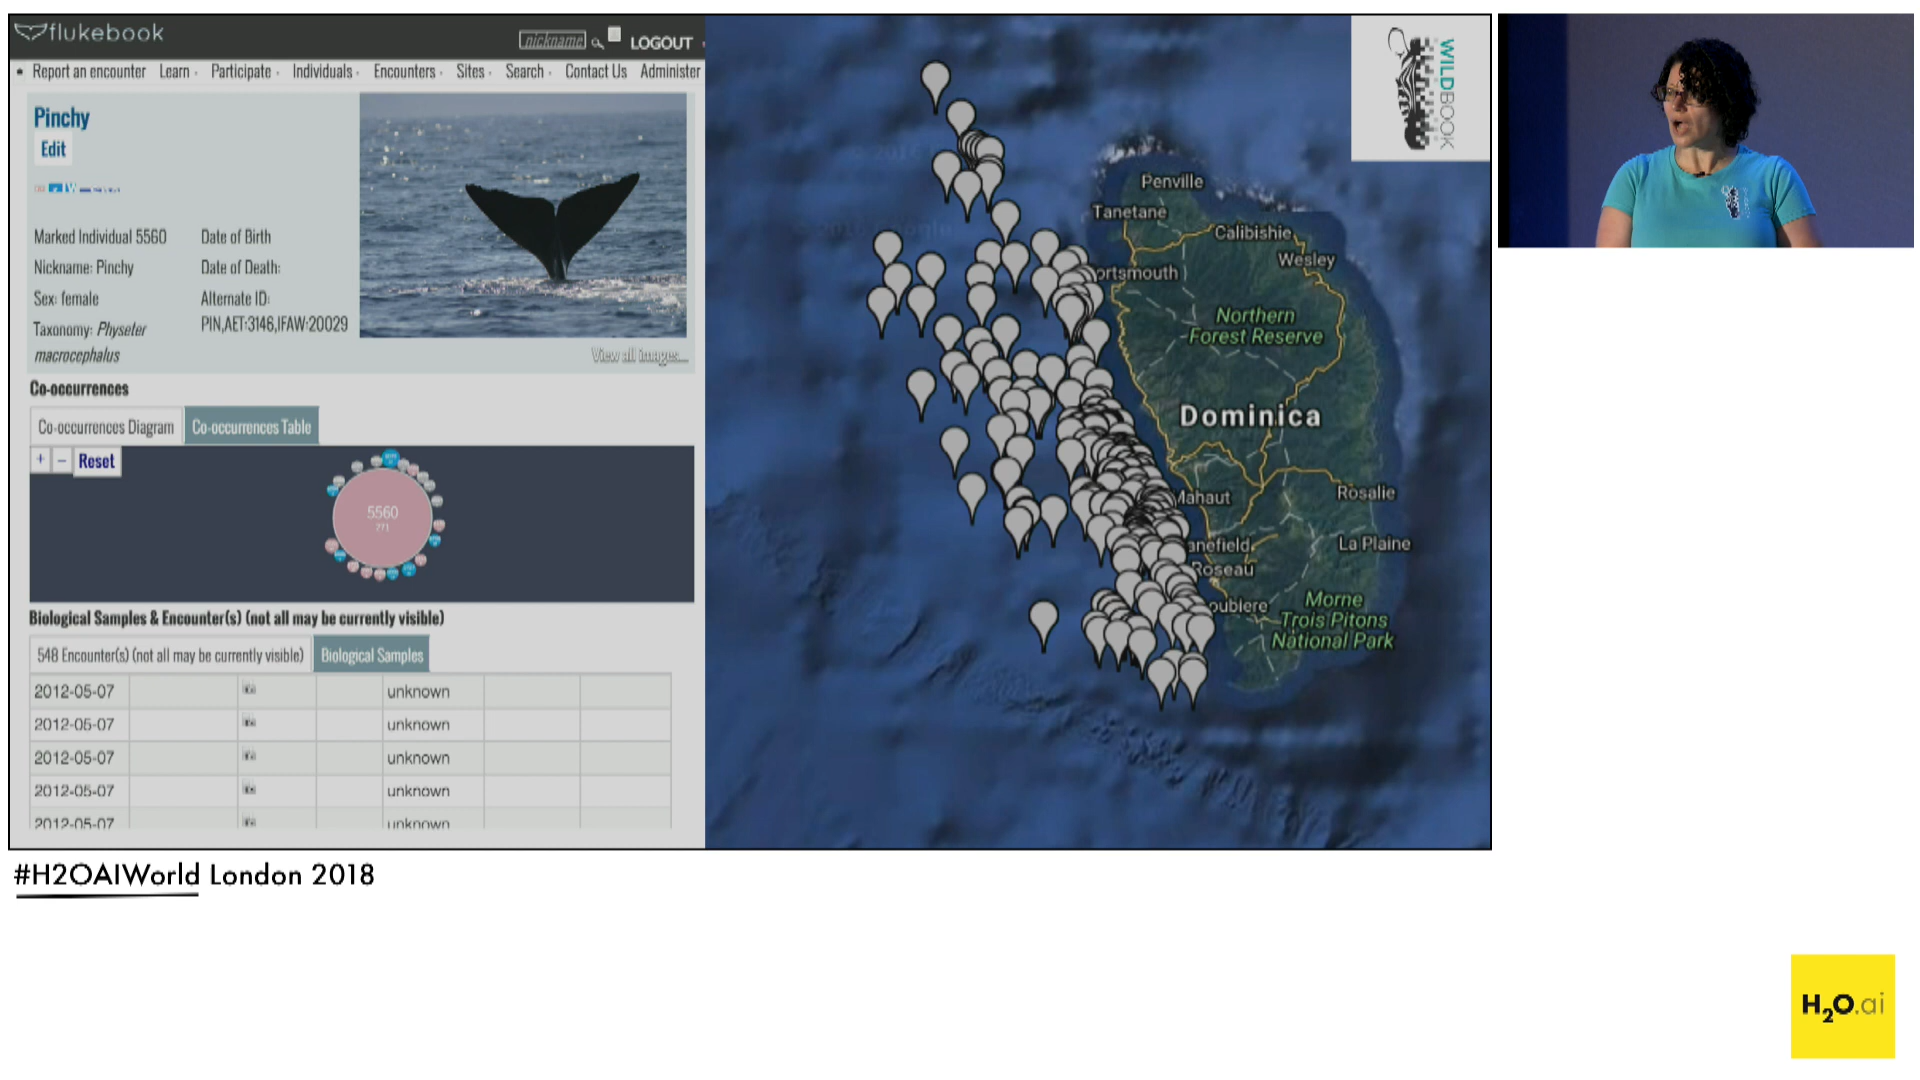 flukebook
nickname
LOGOUT
Report an encounter Learn Participate Individuals Encounters Sites Search Contact Us Administer
Pinchy
Edit
Marked Individual 5560
Nickname: Pinchy
Sex: female
Taxonomy: Physeter
macrocephalus
Date of Birth
Date of Death:
Alternate ID:
PIN,AET:3146,IFAW:20029
View all images...
Co-occurrences
Co-occurrences Diagram Co-occurrences Table
+ − Reset
5560
771
Biological Samples & Encounter(s) (not all may be currently visible)
548 Encounter(s) (not all may be currently visible) Biological Samples
2012-05-07 unknown
2012-05-07 unknown
2012-05-07 unknown
2012-05-07 unknown
2012-05-07 unknown
WILDBOOK
Penville
Tanetane
Calibishie
Wesley
ortsmouth
Northern
Forest Reserve
Dominica
Mahaut
Rosalie
anefield
La Plaine
Roseau
oubiere
Morne
Trois Pitons
National Park
#H2OAIWorld London 2018
H2O.ai